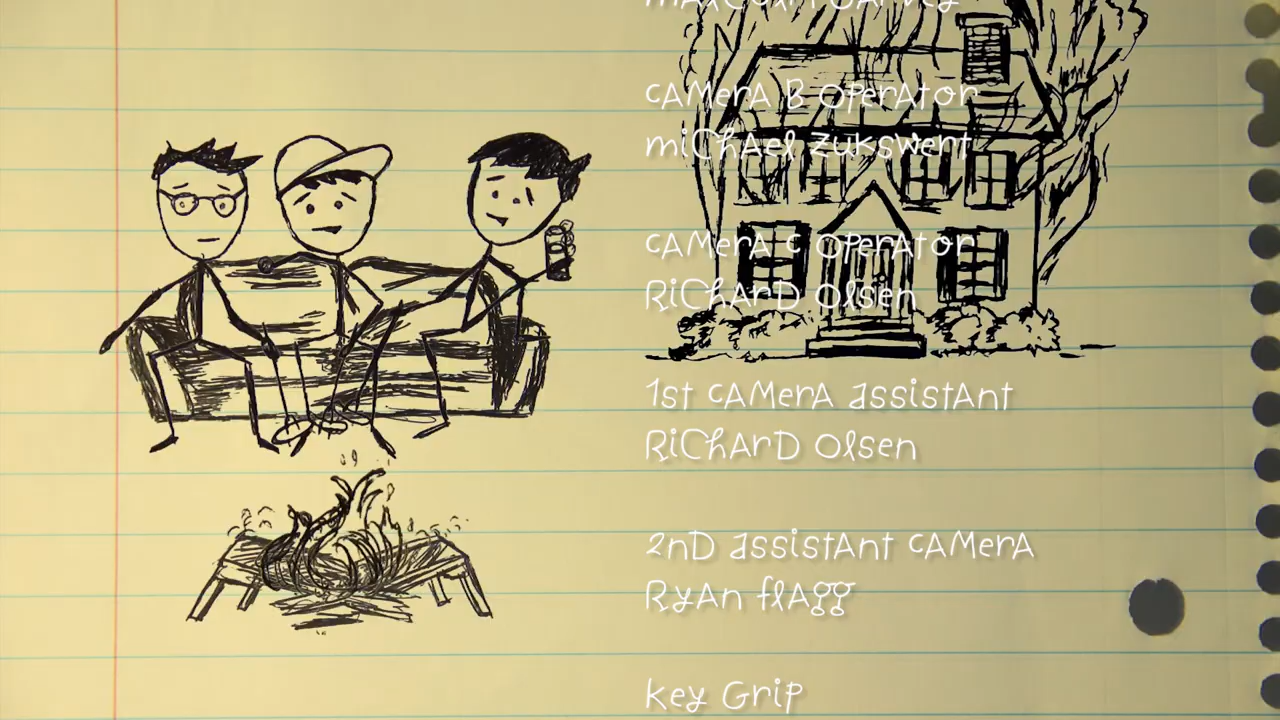 CAMerA B OperAtor
miChAel Zukswert
CAMerA C OperAtor
RiChArD Olsen
1st CAMerA assistAnt
RiChArD Olsen
2nD assistAnt CAMerA
RyAn flAgg
key Grip